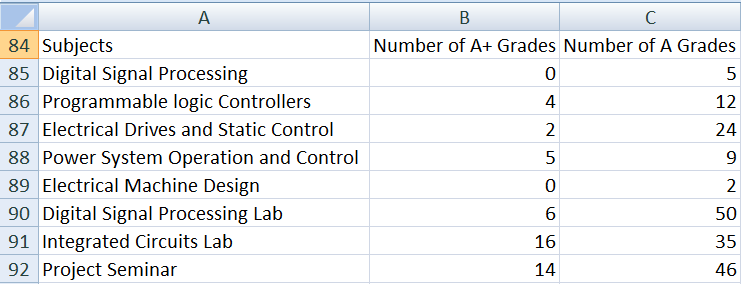 A B C
84 Subjects Number of A+ Grades Number of A Grades
85 Digital Signal Processing 0 5
86 Programmable logic Controllers 4 12
87 Electrical Drives and Static Control 2 24
88 Power System Operation and Control 5 9
89 Electrical Machine Design 0 2
90 Digital Signal Processing Lab 6 50
91 Integrated Circuits Lab 16 35
92 Project Seminar 14 46